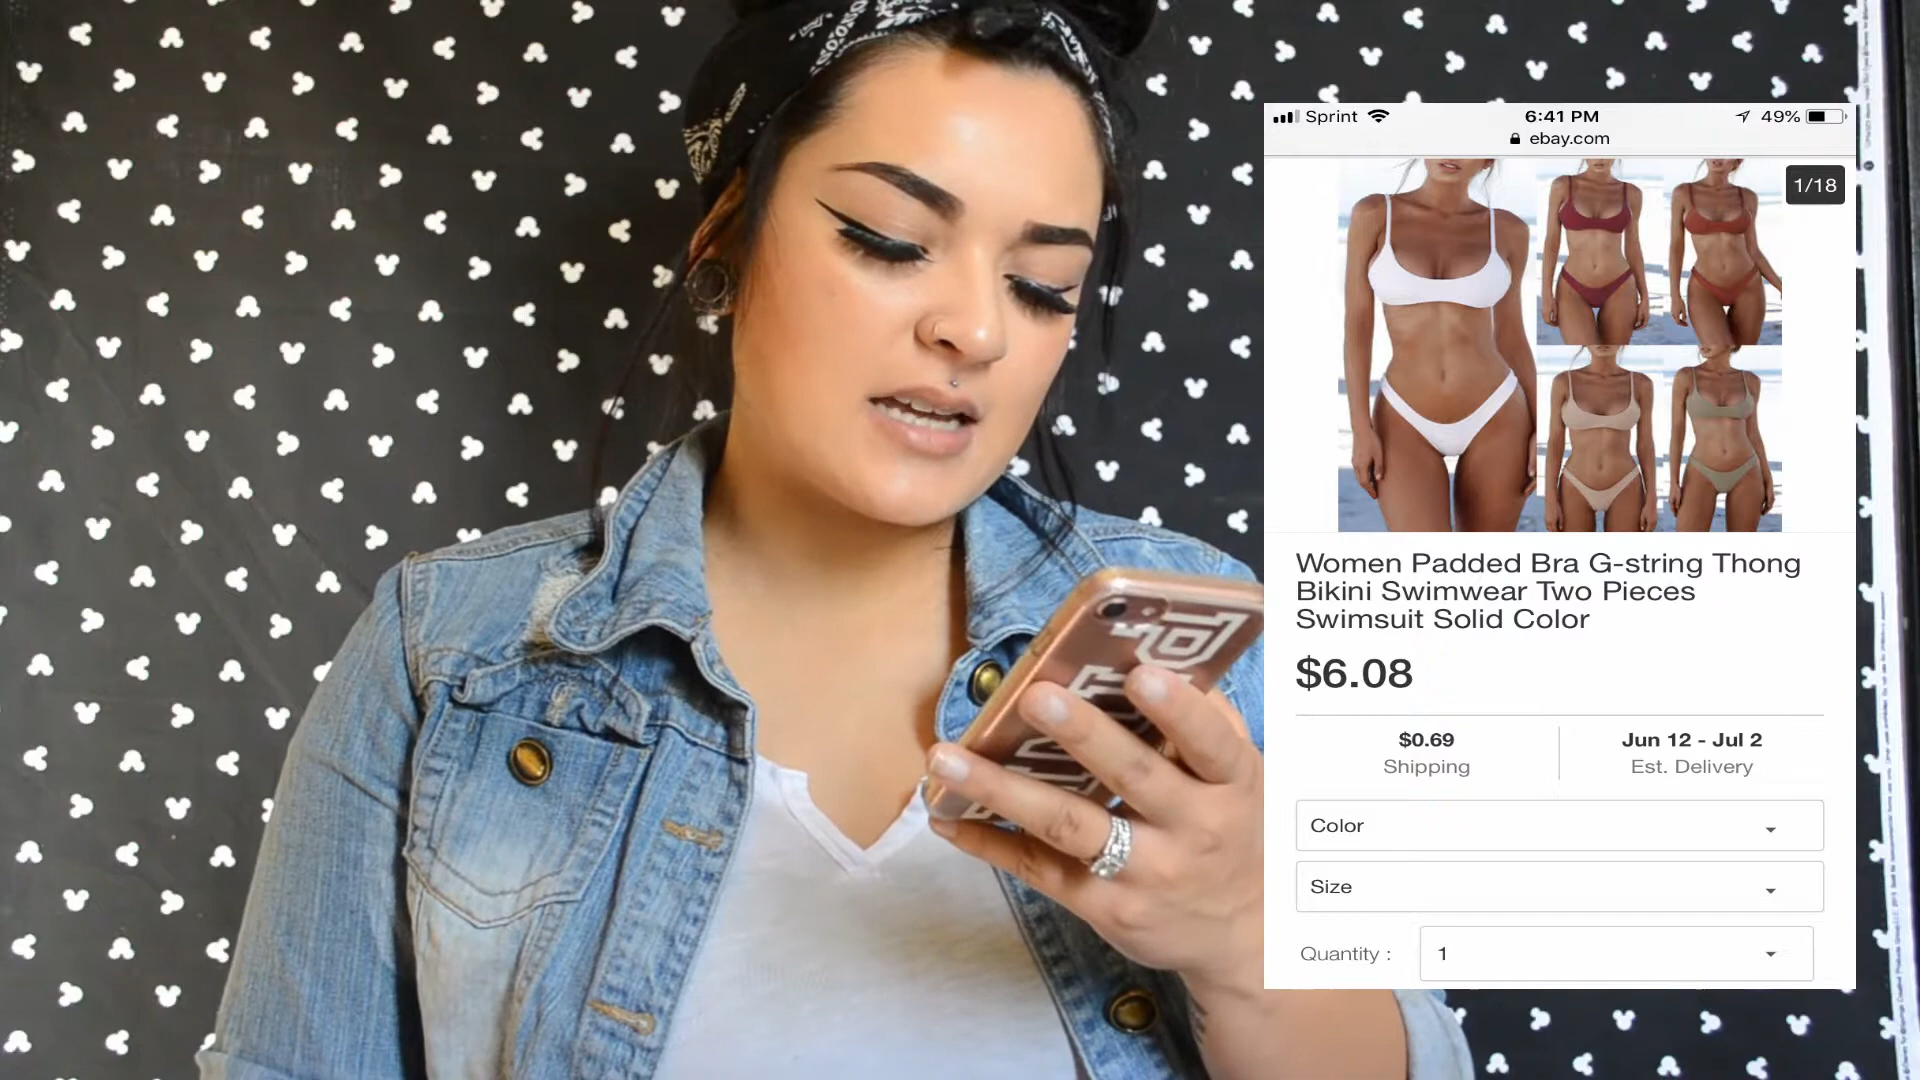 Sprint
6:41 PM
49%
ebay.com
1/18
Women Padded Bra G-string Thong
Bikini Swimwear Two Pieces
Swimsuit Solid Color
$6.08
$0.69
Shipping
Jun 12 - Jul 2
Est. Delivery
Color
Size
Quantity :
1